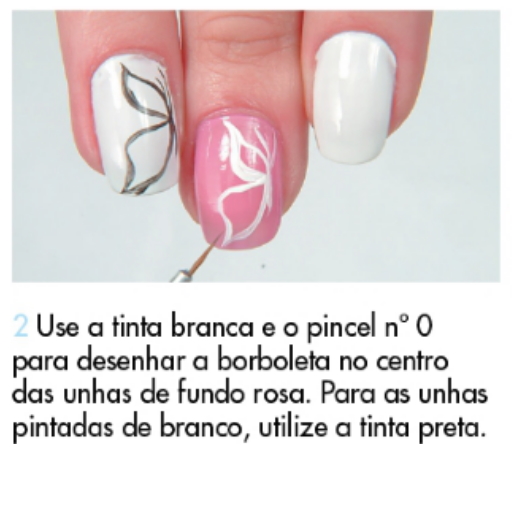 2 Use a tinta branca e o pincel n° 0
para desenhar a borboleta no centro
das unhas de fundo rosa. Para as unhas
pintadas de branco, utilize a tinta preta.